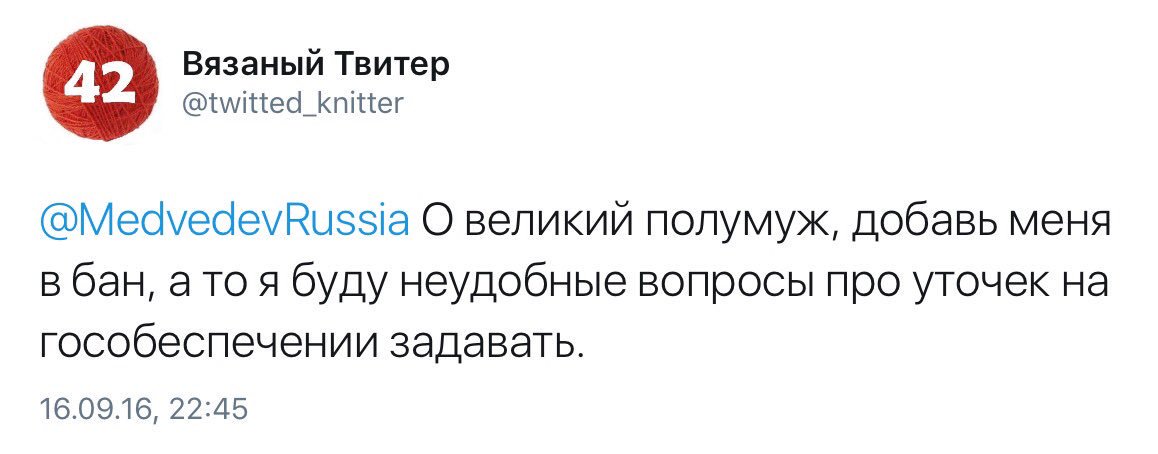 42
Вязаный Твитер
@twitted_knitter
@MedvedevRussia О великий полумуж, добавь меня
в бан, а то я буду неудобные вопросы про уточек на
гособеспечении задавать.
16.09.16, 22:45